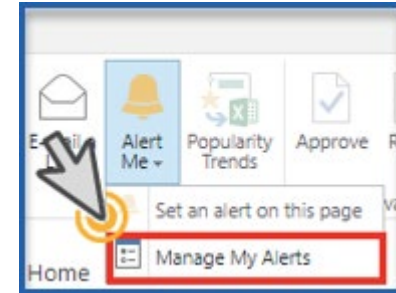 Alert
Me
Popularity
Trends
Approve
Set an alert on this page
Manage My Alerts
Home